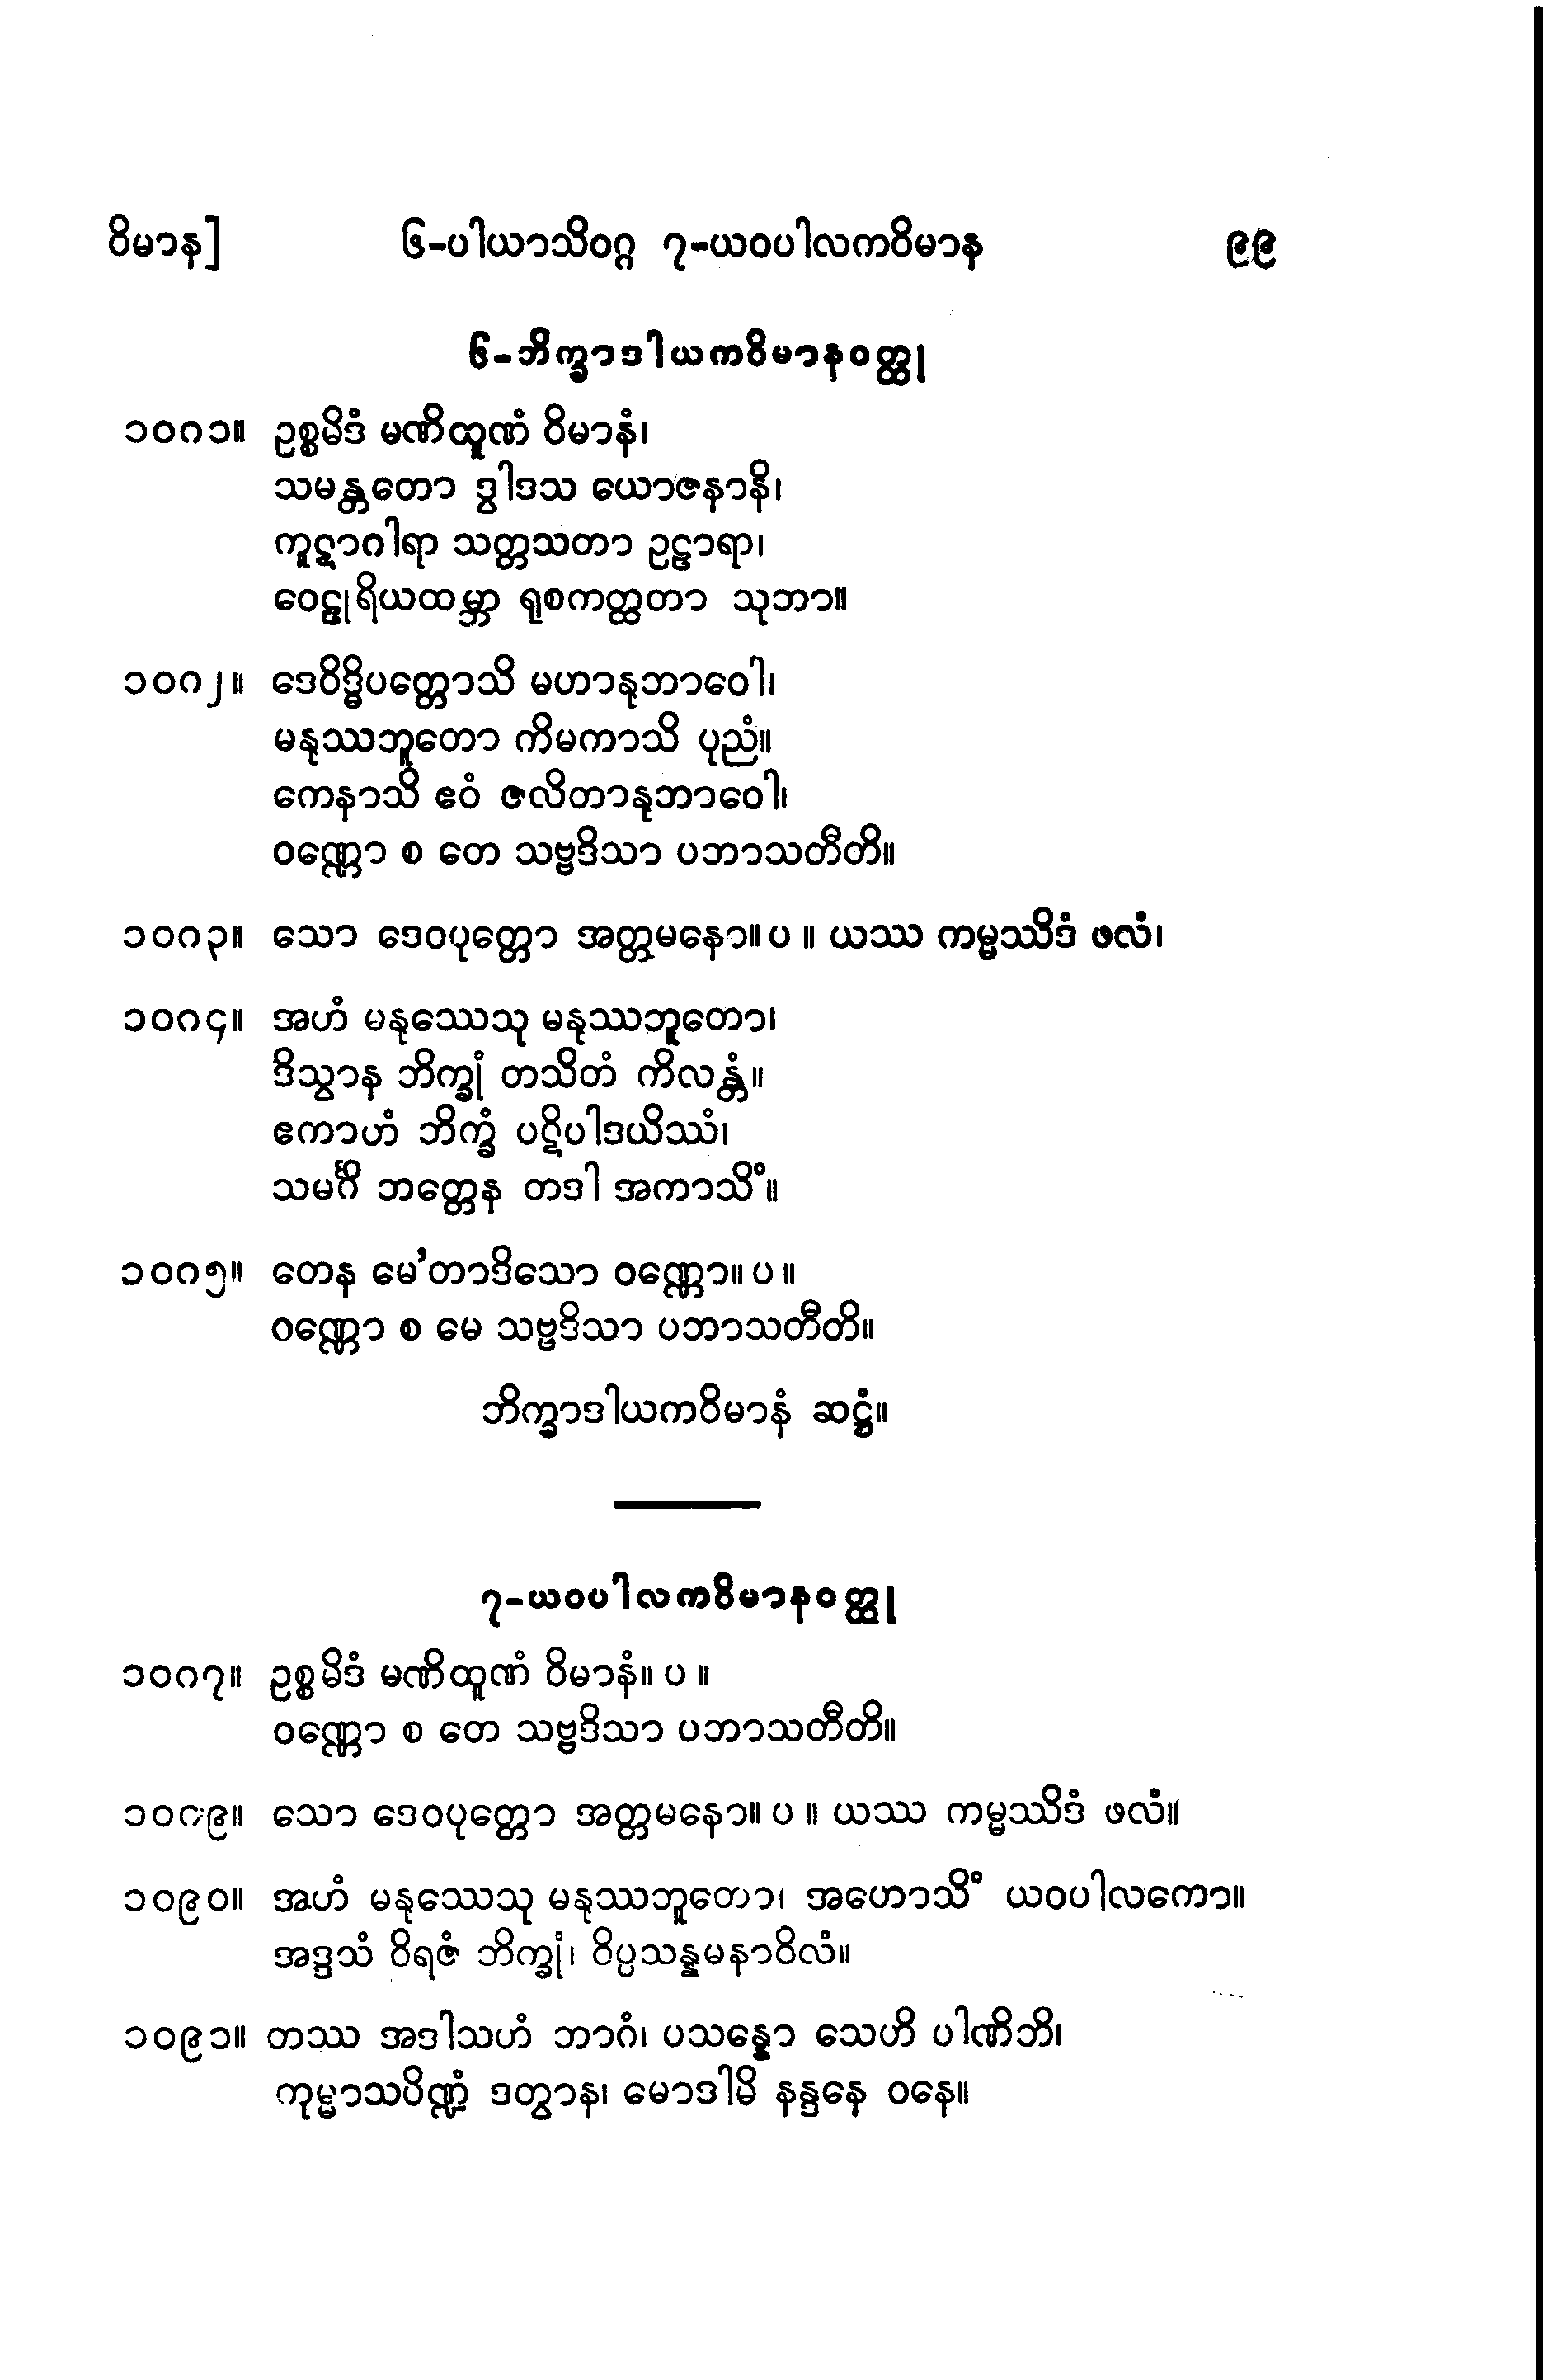 ဝိမာန] ၆-ပါယာသိဝဂ္ဂ ၇-ယဝပါလကဝိမာန ၉၉
၆-ဘိက္ခာဒါယကဝိမာနဝတ္ထု
၁၀၈၁။ ဥစ္စမိဒံ မဏိထူဏံ ဝိမာနံ၊
သမန္တတော ဒွါဒသ ယောဇနာနိ၊
ကူဋာဂါရာ သတ္တသတာ ဥဠာရာ၊
ဝေဠုရိယထမ္ဘာ ရုစကတ္ထတာ သုဘာ။
၁၀၈၂။ ဒေဝိဒ္ဓိပတ္တောသိ မဟာနုဘာဝေါ၊
မနုဿဘူတော ကိမကာသိ ပုညံ။
ကေနာသိ ဧဝံ ဇလိတာနုဘာဝေါ၊
ဝဏ္ဏော စ တေ သဗ္ဗဒိသာ ပဘာသတီတိ။
၁၀၈၃။ သော ဒေဝပုတ္တော အတ္တမနော။ ပ ။ ယဿ ကမ္မဿိဒံ ဖလံ၊
၁၀၈၄။ အဟံ မနုဿေသု မနုဿဘူတော၊
ဒိသွာန ဘိက္ခုံ တသိတံ ကိလန္တံ။
ဧကာဟံ ဘိက္ခံ ပဋိပါဒယိဿံ၊
သမင်္ဂိ ဘတ္တေန တဒါ အကာသိံ။
၁၀၈၅။ တေန မေ’တာဒိသော ဝဏ္ဏော။ ပ ။
ဝဏ္ဏော စ မေ သဗ္ဗဒိသာ ပဘာသတီတိ။
ဘိက္ခာဒါယကဝိမာနံ ဆဋ္ဌံ။
၇-ယဝပါလကဝိမာနဝတ္ထု
၁၀၈၇။ ဥစ္စမိဒံ မဏိထူဏံ ဝိမာနံ။ ပ ။
ဝဏ္ဏော စ တေ သဗ္ဗဒိသာ ပဘာသတီတိ။
၁၀၈၉။ သော ဒေဝပုတ္တော အတ္တမနော။ ပ ။ ယဿ ကမ္မဿိဒံ ဖလံ။
၁၀၉၀။ အဟံ မနုဿေသု မနုဿဘူတော၊ အဟောသိံ ယဝပါလကော။
အဒ္ဒသံ ဝိရဇံ ဘိက္ခုံ၊ ဝိပ္ပသန္နမနာဝိလံ။
၁၀၉၁။ တဿ အဒါသဟံ ဘာဂံ၊ ပသန္နော သေဟိ ပါဏိဘိ၊
ကုမ္မာသပိဏ္ဍံ ဒတွာန၊ မောဒါမိ နန္ဒနေ ဝနေ။